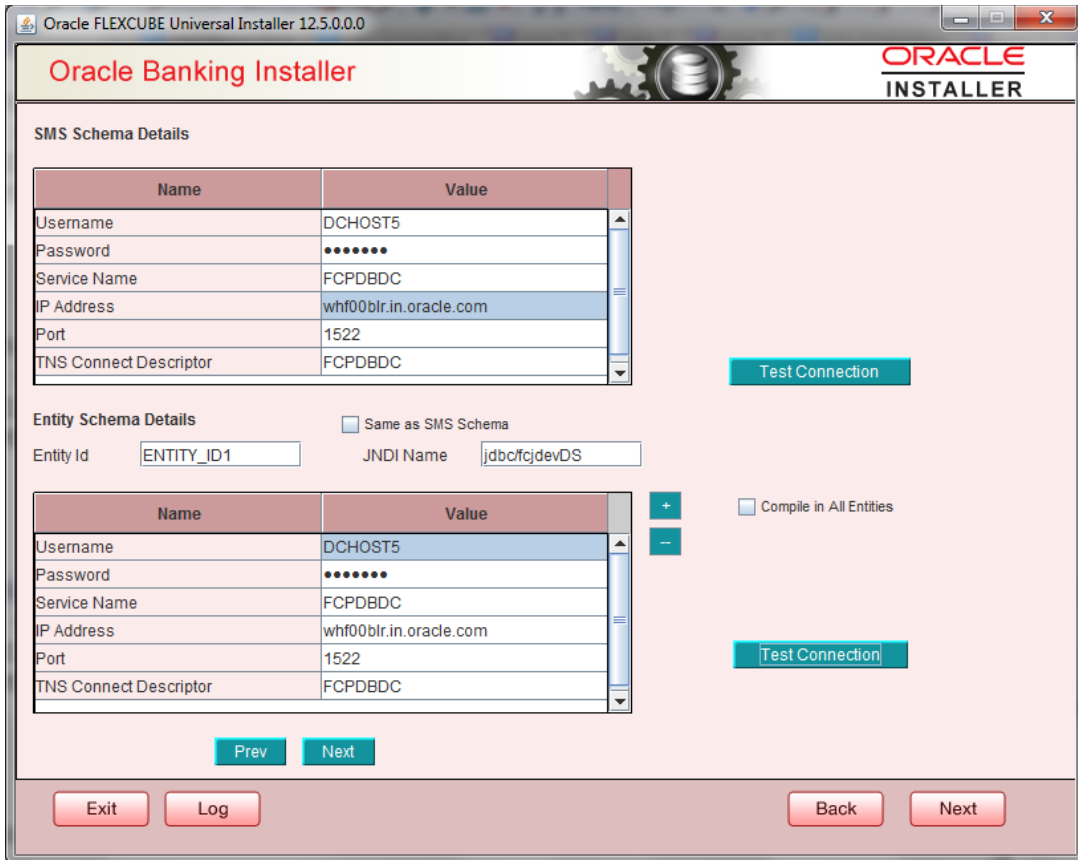 Oracle FLEXCUBE Universal Installer 12.5.0.0.0
Oracle Banking Installer
ORACLE
INSTALLER
SMS Schema Details
Name Value
Username DCHOST5
Password •••••••
Service Name FCPDBDC
IP Address whf00blr.in.oracle.com
Port 1522
TNS Connect Descriptor FCPDBDC
Test Connection
Entity Schema Details Same as SMS Schema
Entity Id ENTITY_ID1 JNDI Name jdbc/fcjdevDS
Name Value
+ Compile in All Entities
--
Username DCHOST5
Password •••••••
Service Name FCPDBDC
IP Address whf00blr.in.oracle.com
Port 1522
TNS Connect Descriptor FCPDBDC
Test Connection
Prev Next
Exit Log Back Next